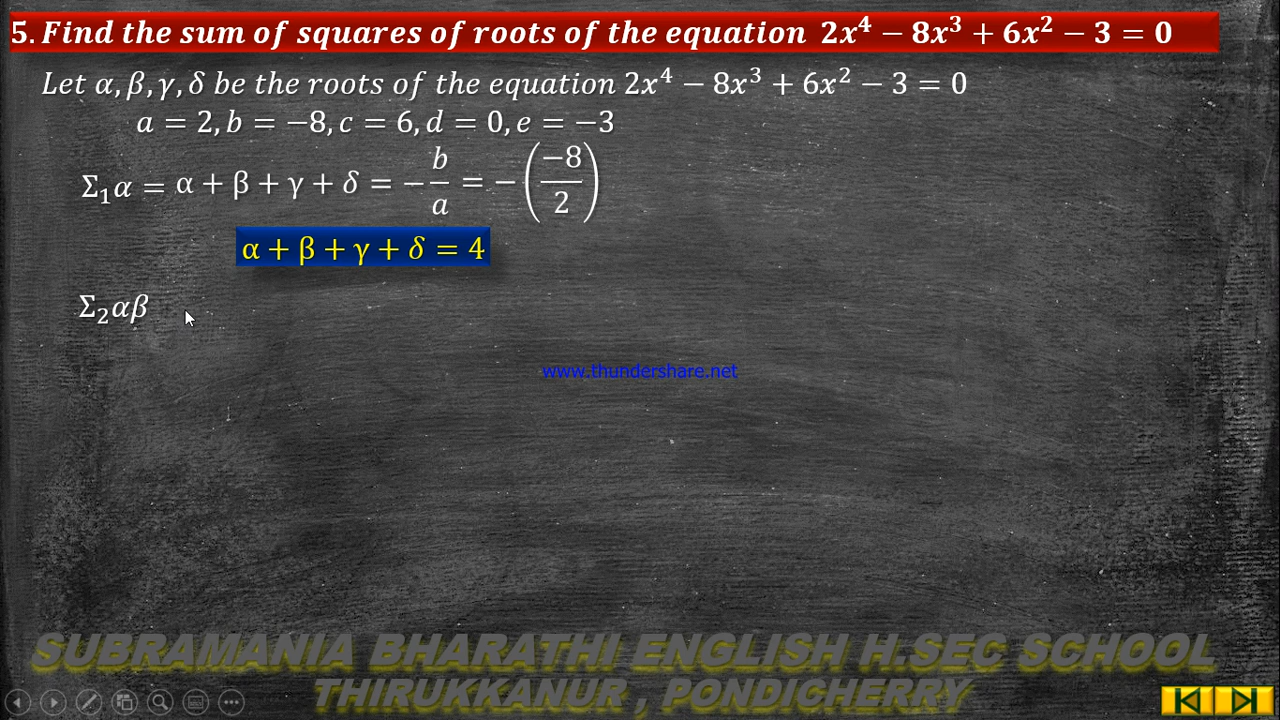 5. Find the sum of squares of roots of the equation 2x⁴ − 8x³ + 6x² − 3 = 0
Let α, β, γ, δ be the roots of the equation 2x⁴ − 8x³ + 6x² − 3 = 0
a = 2, b = −8, c = 6, d = 0, e = −3
Σ₁α = α + β + γ + δ = −b/a = −(−8/2)
α + β + γ + δ = 4
Σ₂αβ
www.thundershare.net
SUBRAMANIA BHARATHI ENGLISH H.SEC SCHOOL
THIRUKKANUR , PONDICHERRY